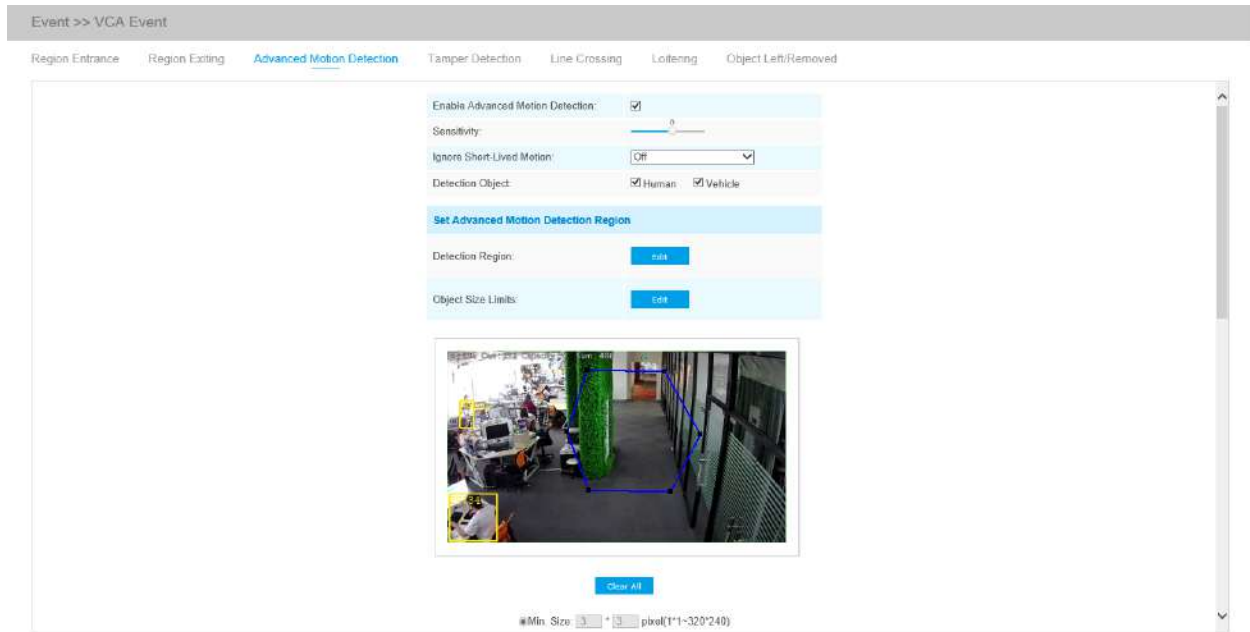 Event >> VCA Event
Region Entrance Region Exiting Advanced Motion Detection Tamper Detection Line Crossing Loitering Object Left/Removed
Enable Advanced Motion Detection:
Sensitivity:
Ignore Short-Lived Motion: Off
Detection Object: Human Vehicle
Set Advanced Motion Detection Region
Detection Region: Edit
Object Size Limits: Edit
Clear All
Min. Size: 3 * 3 pixel(1*1~320*240)